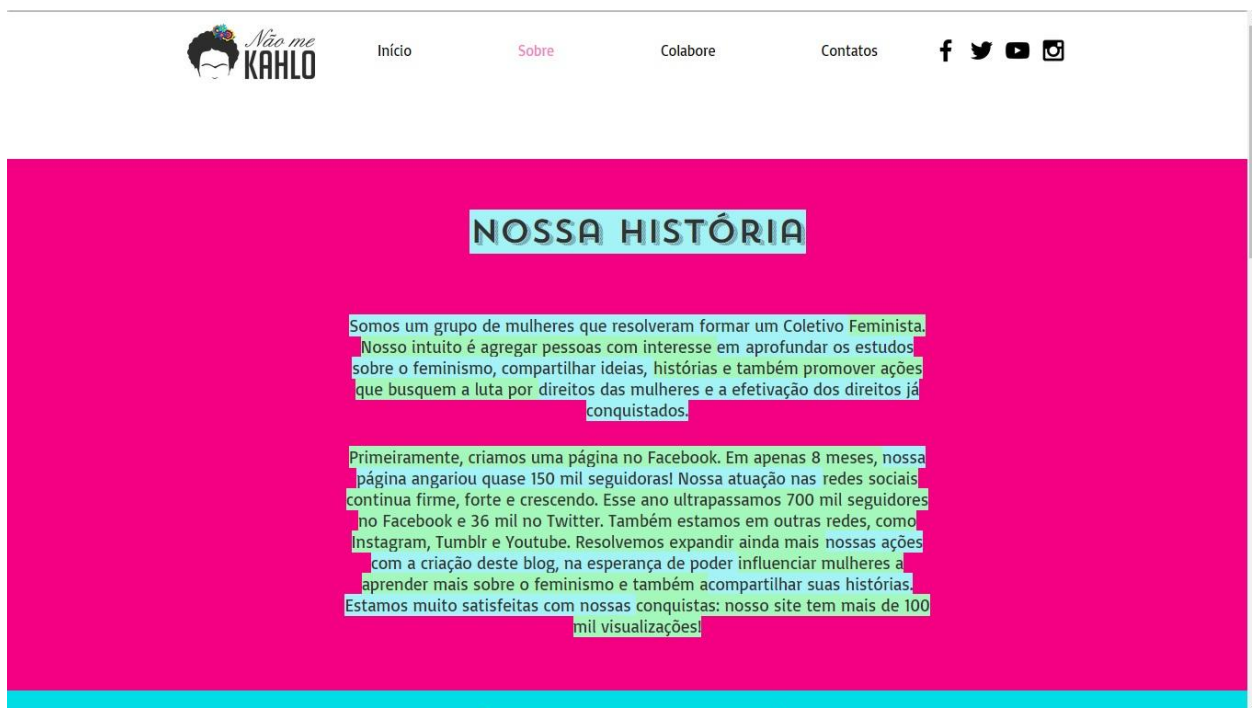 Não me
KAHLO
Início
Sobre
Colabore
Contatos
NOSSA HISTÓRIA
Somos um grupo de mulheres que resolveram formar um Coletivo Feminista.
Nosso intuito é agregar pessoas com interesse em aprofundar os estudos
sobre o feminismo, compartilhar ideias, histórias e também promover ações
que busquem a luta por direitos das mulheres e a efetivação dos direitos já
conquistados.
Primeiramente, criamos uma página no Facebook. Em apenas 8 meses, nossa
página angariou quase 150 mil seguidoras! Nossa atuação nas redes sociais
continua firme, forte e crescendo. Esse ano ultrapassamos 700 mil seguidores
no Facebook e 36 mil no Twitter. Também estamos em outras redes, como
Instagram, Tumblr e Youtube. Resolvemos expandir ainda mais nossas ações
com a criação deste blog, na esperança de poder influenciar mulheres a
aprender mais sobre o feminismo e também acompartilhar suas histórias.
Estamos muito satisfeitas com nossas conquistas: nosso site tem mais de 100
mil visualizações!